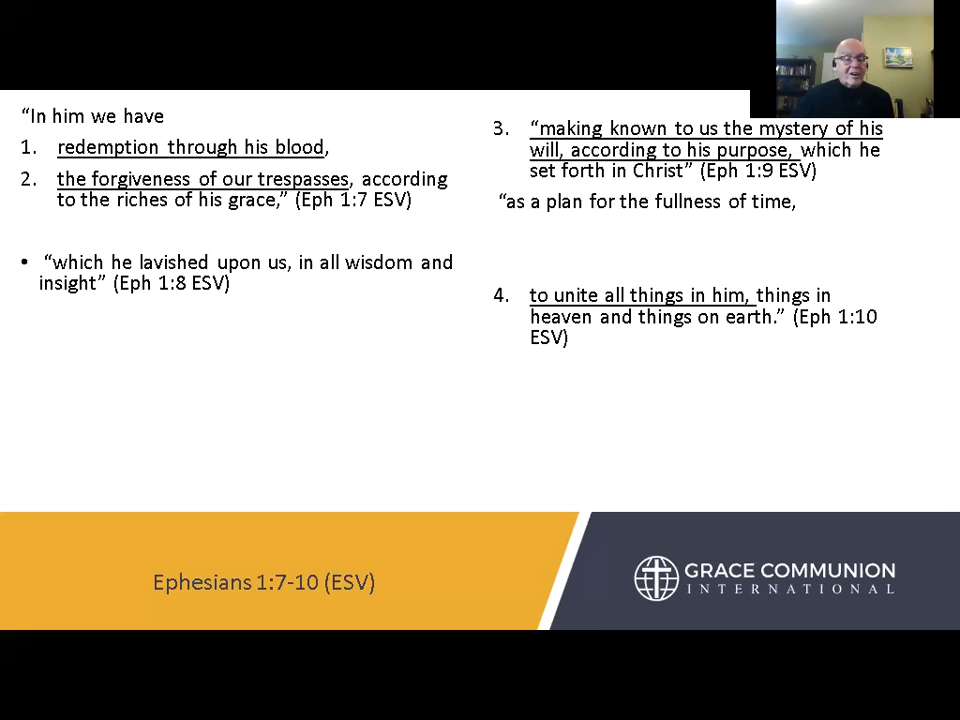 “In him we have
1. redemption through his blood,
2. the forgiveness of our trespasses, according
to the riches of his grace,” (Eph 1:7 ESV)
• “which he lavished upon us, in all wisdom and
insight” (Eph 1:8 ESV)
3. “making known to us the mystery of his
will, according to his purpose, which he
set forth in Christ” (Eph 1:9 ESV)
“as a plan for the fullness of time,
4. to unite all things in him, things in
heaven and things on earth.” (Eph 1:10
ESV)
Ephesians 1:7-10 (ESV)
GRACE COMMUNION
INTERNATIONAL